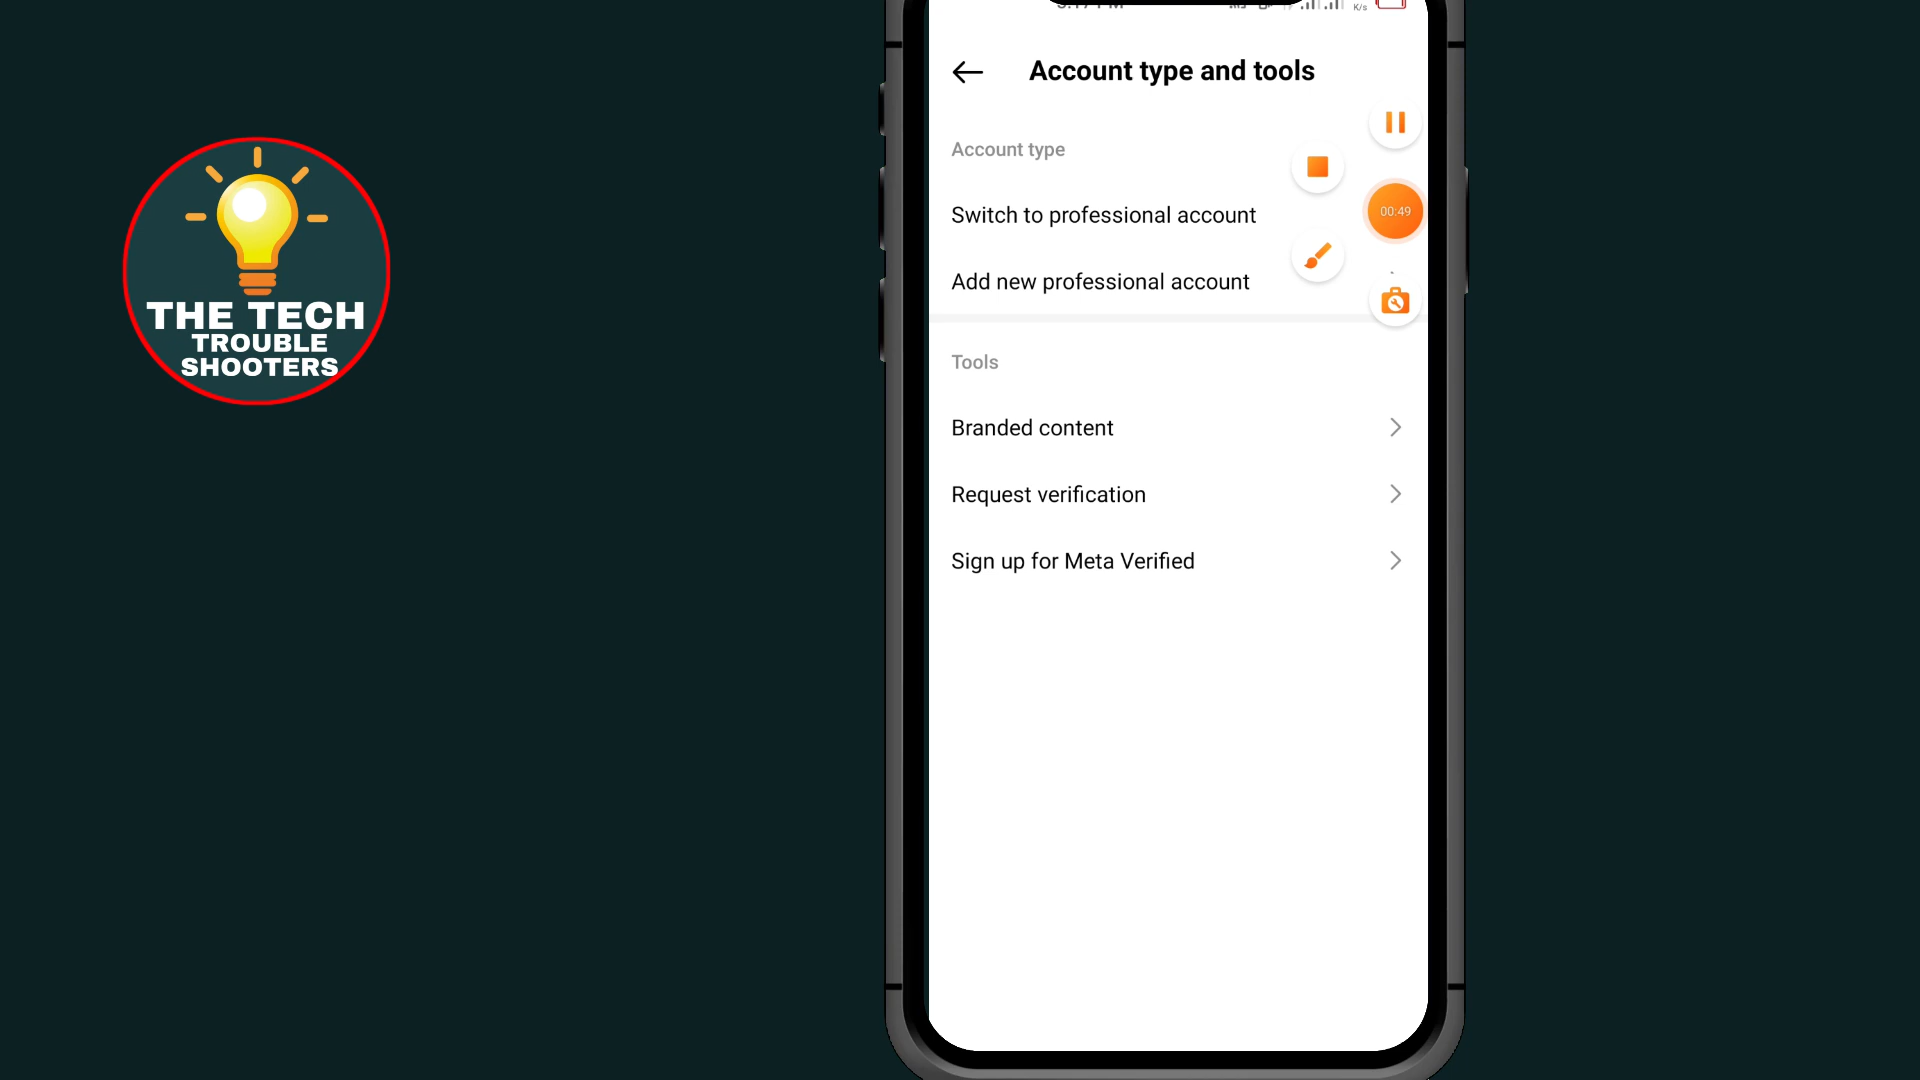 Account type and tools
Account type
Switch to professional account
00:49
Add new professional account
Tools
Branded content
Request verification
Sign up for Meta Verified
THE TECH
TROUBLE
SHOOTERS
K/s